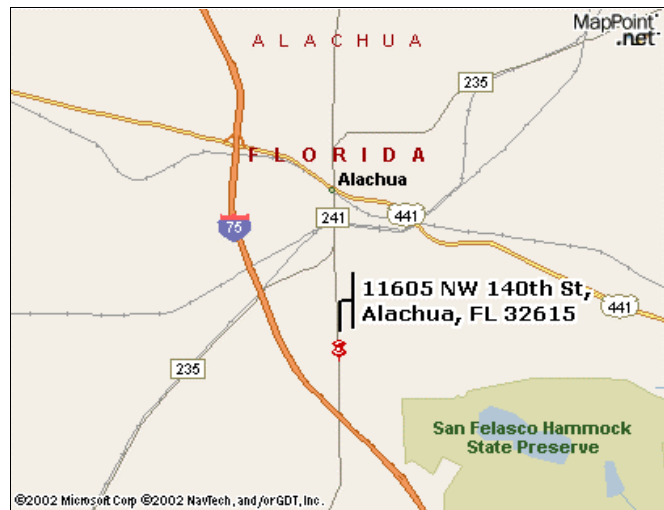 MapPoint
.net
A L A C H U A
235
F L O R I D A
Alachua
241
441
75
11605 NW 140th St,
Alachua, FL 32615
441
235
San Felasco Hammock
State Preserve
©2002 Microsoft Corp ©2002 NavTech, and/or GDT, Inc.